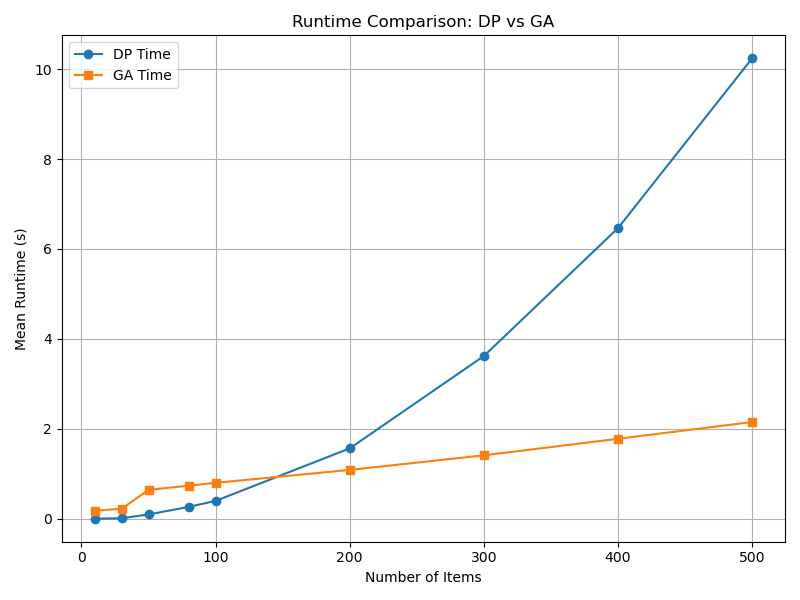 Runtime Comparison: DP vs GA
DP Time
GA Time
Mean Runtime (s)
10
8
6
4
2
0
0 100 200 300 400 500
Number of Items